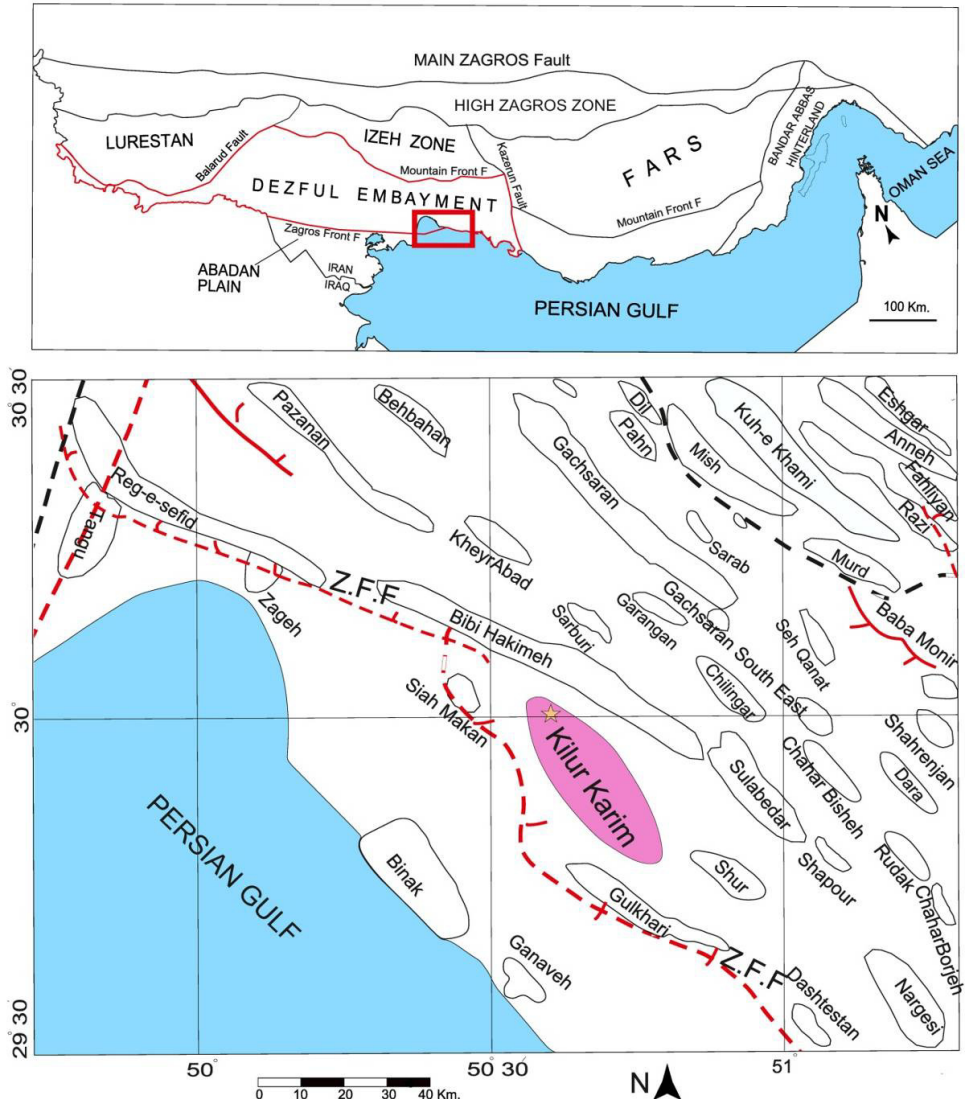 MAIN ZAGROS Fault
HIGH ZAGROS ZONE
LURESTAN
Balarud Fault
IZEH ZONE
Mountain Front F
Kazerun Fault
FARS
BANDAR ABBAS
HINTERLAND
OMAN SEA
DEZFUL EMBAYMENT
Mountain Front F
Zagros Front F
N
ABADAN
PLAIN
IRAN
IRAQ
PERSIAN GULF
100 Km.
30° 30
Pazanan
Behbahan
Dil
Pahn
Mish
Kuh-e Khami
Eshgar
Anneh
Fahliyan
Razi
Reg-e-sefid
Tangu
Gachsaran
KheyrAbad
Sarab
Murd
Zageh
Z.F.F
Bibi Hakimeh
Sarburi
Garangan
Gachsaran South East
Seh Qanat
Baba Monir
Siah Makan
Chilingar
30°
Kilur Karim
Sulabedar
Chahar Bisheh
Shahrenjan
Dara
PERSIAN GULF
Binak
Gulkhari
Shur
Shapour
Rudak
ChaharBorjeh
Ganaveh
Z.F.F
Dashtestan
Nargesi
29° 30
50°
50° 30
51°
0 10 20 30 40 Km.
N